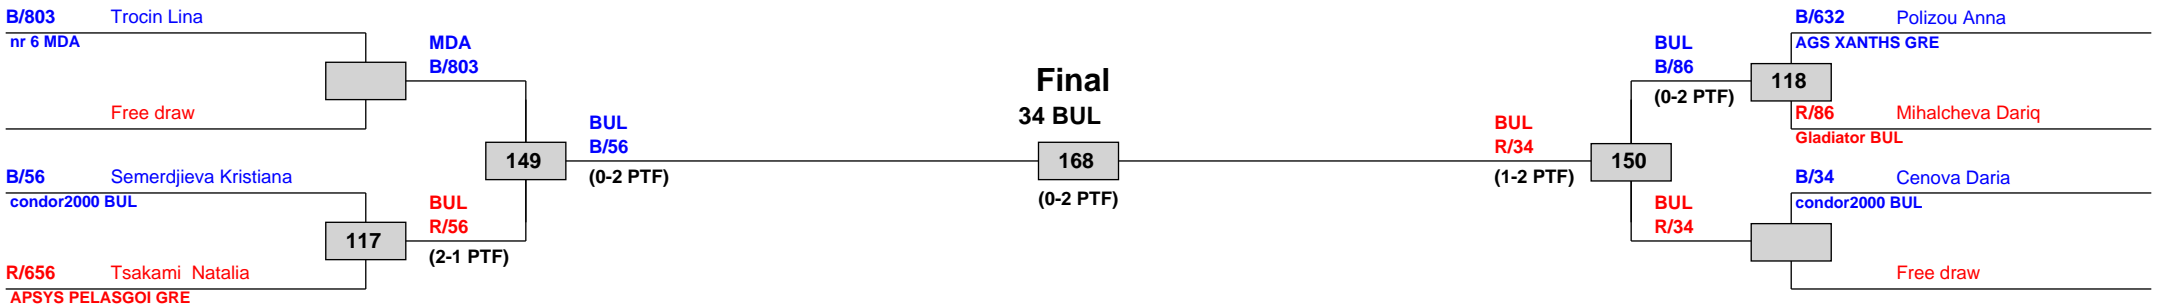 B/803 Trocin Lina
nr 6 MDA
MDA
B/803
Free draw
BUL
B/56
149
(0-2 PTF)
B/56 Semerdjieva Kristiana
condor2000 BUL
BUL
R/56
117
(2-1 PTF)
R/656 Tsakami Natalia
APSYS PELASGOI GRE
Final
34 BUL
168
(0-2 PTF)
B/632 Polizou Anna
AGS XANTHS GRE
BUL
B/86
118
(0-2 PTF)
R/86 Mihalcheva Dariq
Gladiator BUL
BUL
R/34
150
(1-2 PTF)
B/34 Cenova Daria
condor2000 BUL
BUL
R/34
Free draw